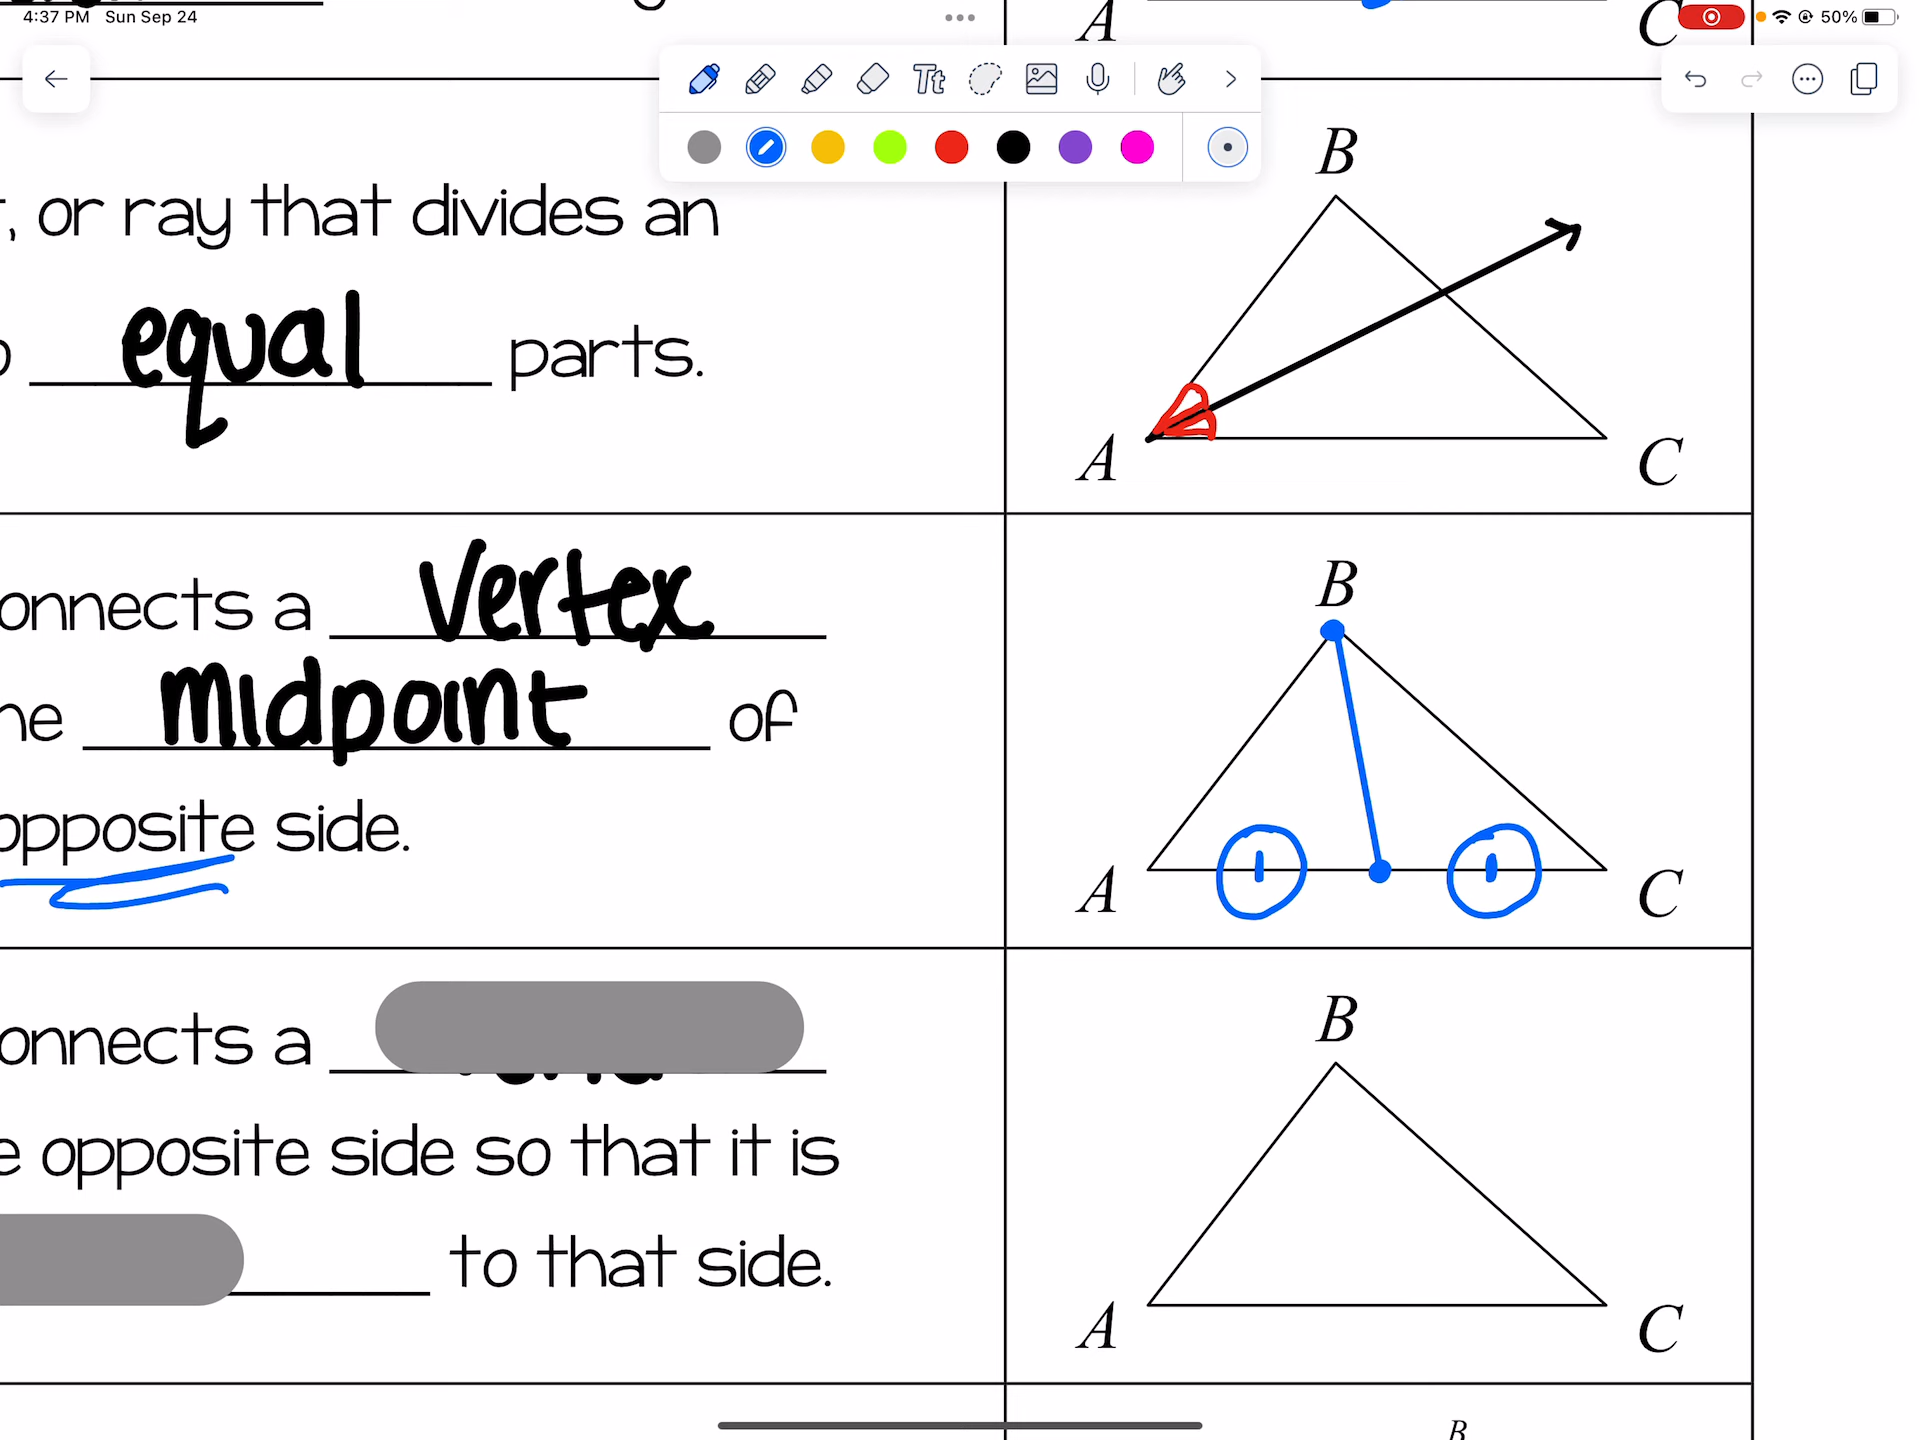 4:37 PM Sun Sep 24
50%
A
C
Tt
, or ray that divides an
equal parts.
B
A
C
onnects a vertex
midpoint of
opposite side.
B
A
C
onnects a
e opposite side so that it is
to that side.
B
A
C
B